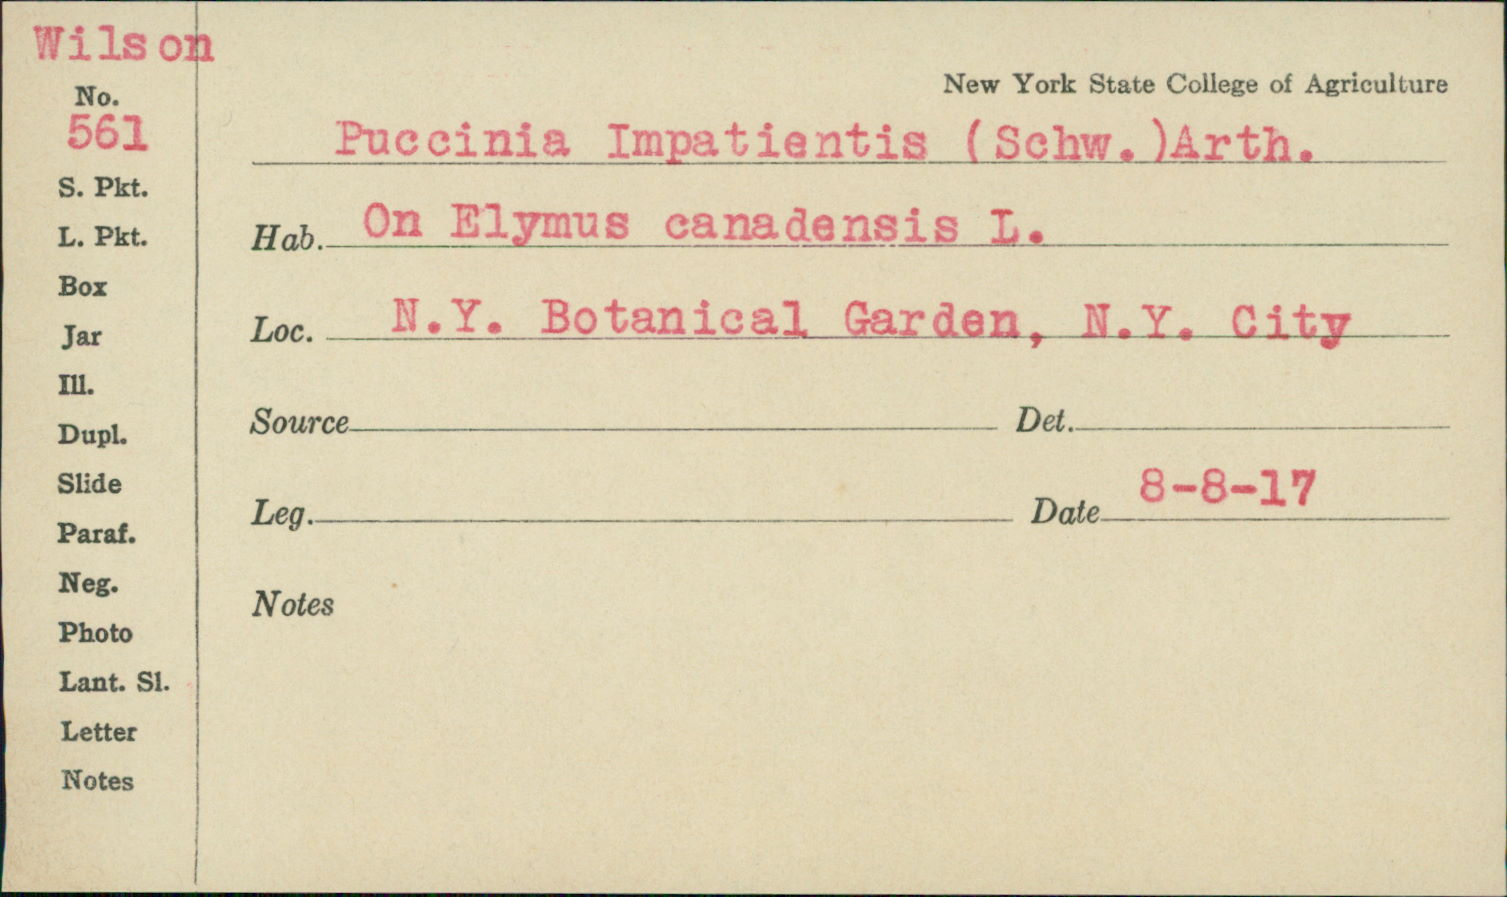 Wilson
No.
561
S. Pkt.
L. Pkt.
Box
Jar
Ill.
Dupl.
Slide
Paraf.
Neg.
Photo
Lant. Sl.
Letter
Notes
New York State College of Agriculture
Puccinia Impatientis (Schw.)Arth.
Hab. On Elymus canadensis L.
Loc. N.Y. Botanical Garden, N.Y. City
Source Det.
Leg. Date 8-8-17
Notes